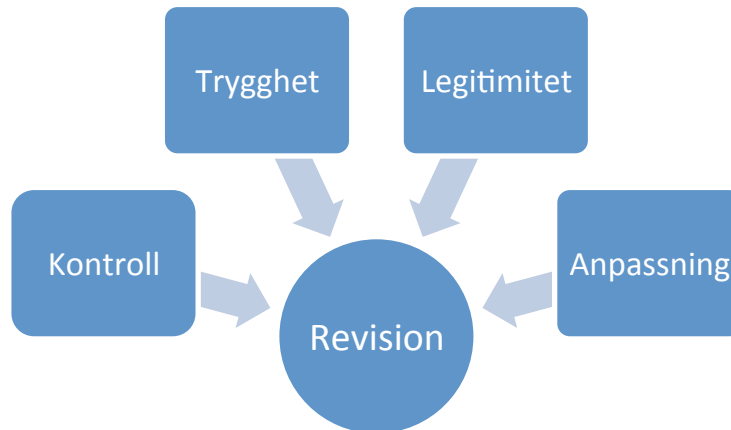 Trygghet
Legitimitet
Kontroll
Anpassning
Revision